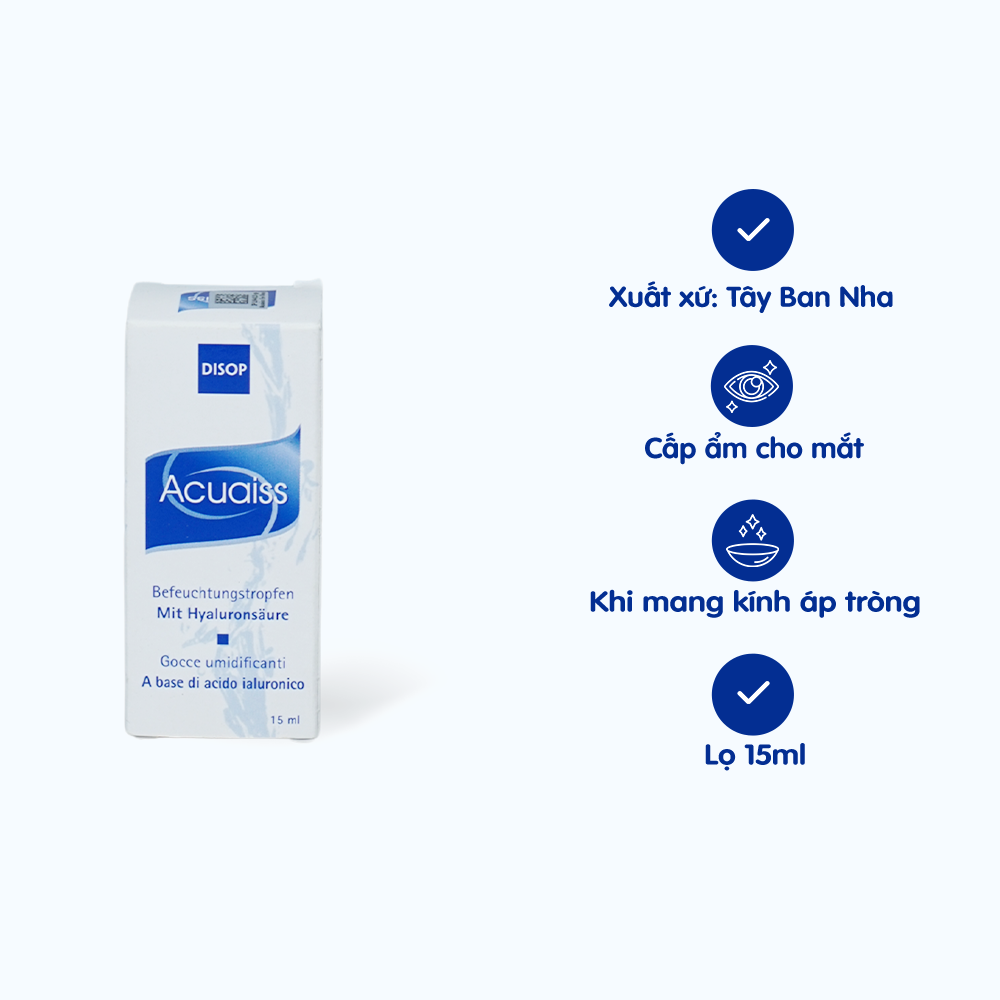 DISOP
Acuaiss
Befeuchtungstropfen
Mit Hyaluronsäure
Gocce umidificanti
A base di acido ialuronico
15 ml
Xuất xứ: Tây Ban Nha
Cấp ẩm cho mắt
Khi mang kính áp tròng
Lọ 15ml